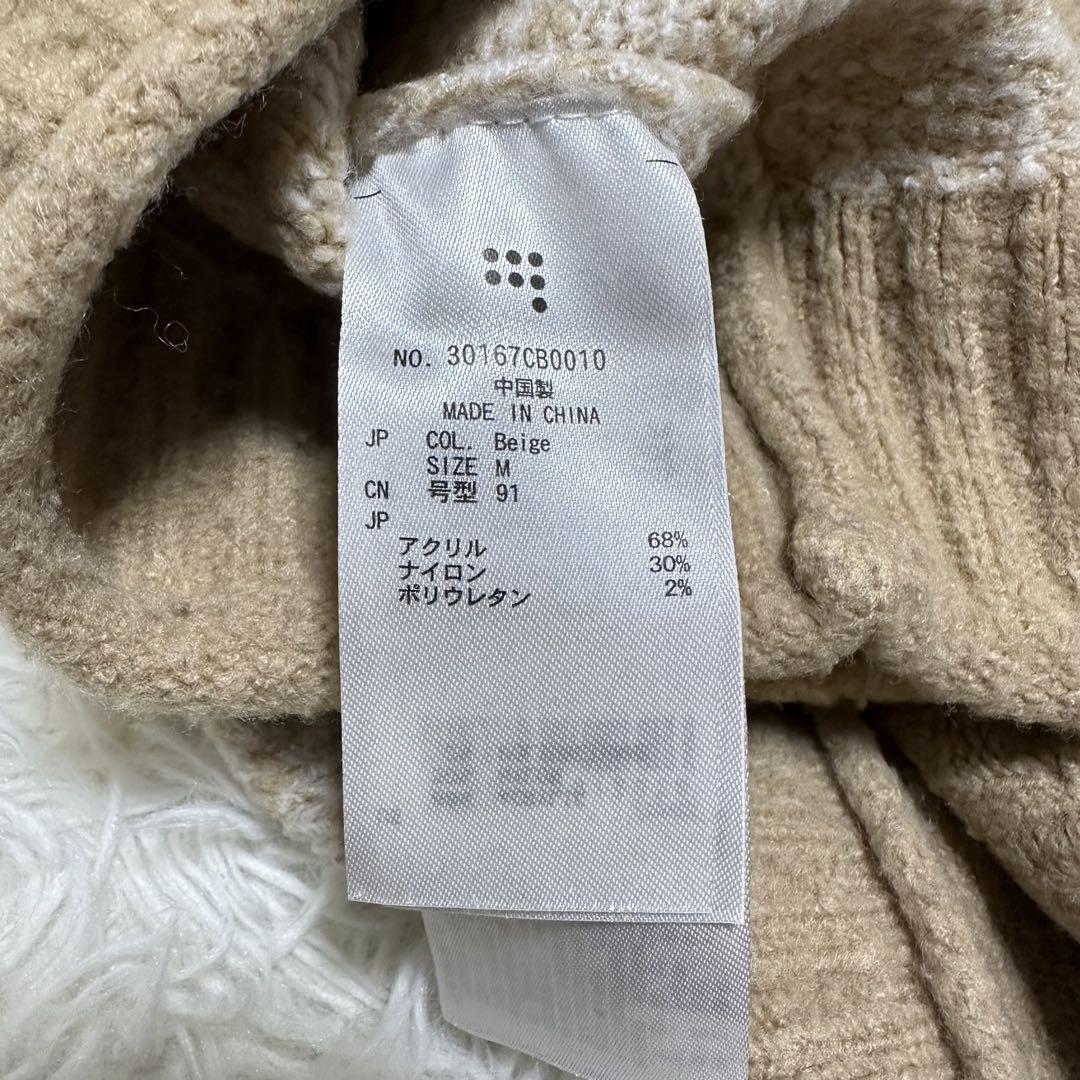 NO. 30167CB0010
中国製
MADE IN CHINA
JP COL. Beige
SIZE M
CN 号型 91
JP
アクリル 68%
ナイロン 30%
ポリウレタン 2%